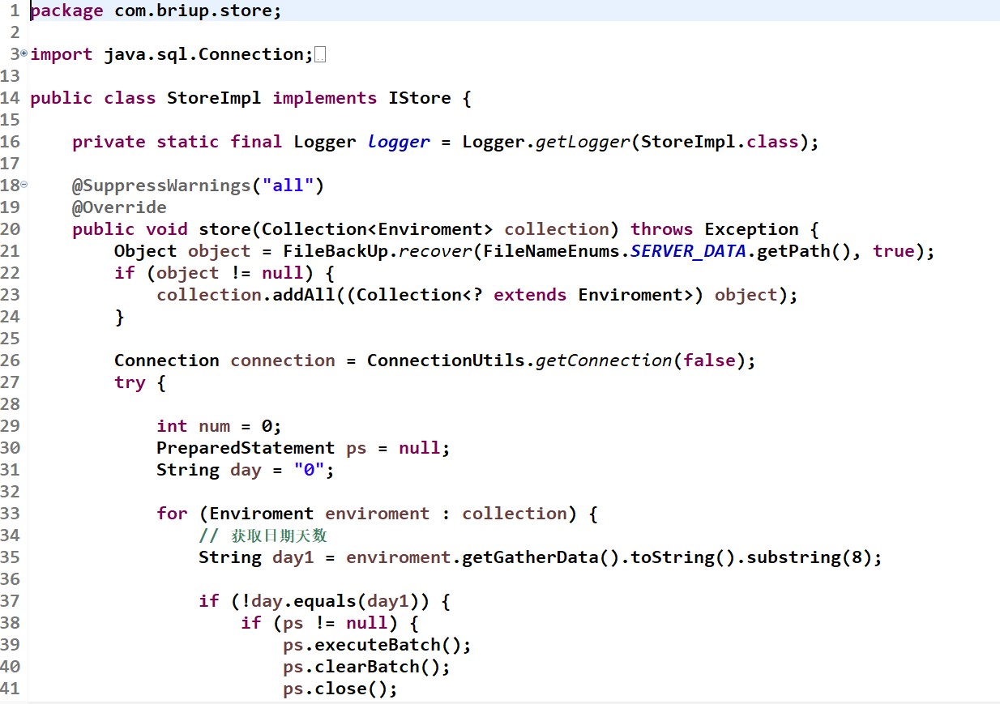 1 package com.briup.store;
2
3 import java.sql.Connection;
13
14 public class StoreImpl implements IStore {
15
16     private static final Logger logger = Logger.getLogger(StoreImpl.class);
17
18     @SuppressWarnings("all")
19     @Override
20     public void store(Collection<Enviroment> collection) throws Exception {
21         Object object = FileBackUp.recover(FileNameEnums.SERVER_DATA.getPath(), true);
22         if (object != null) {
23             collection.addAll((Collection<? extends Enviroment>) object);
24         }
25
26         Connection connection = ConnectionUtils.getConnection(false);
27         try {
28
29             int num = 0;
30             PreparedStatement ps = null;
31             String day = "0";
32
33             for (Enviroment enviroment : collection) {
34                 // 获取日期天数
35                 String day1 = enviroment.getGatherData().toString().substring(8);
36
37                 if (!day.equals(day1)) {
38                     if (ps != null) {
39                         ps.executeBatch();
40                         ps.clearBatch();
41                         ps.close();